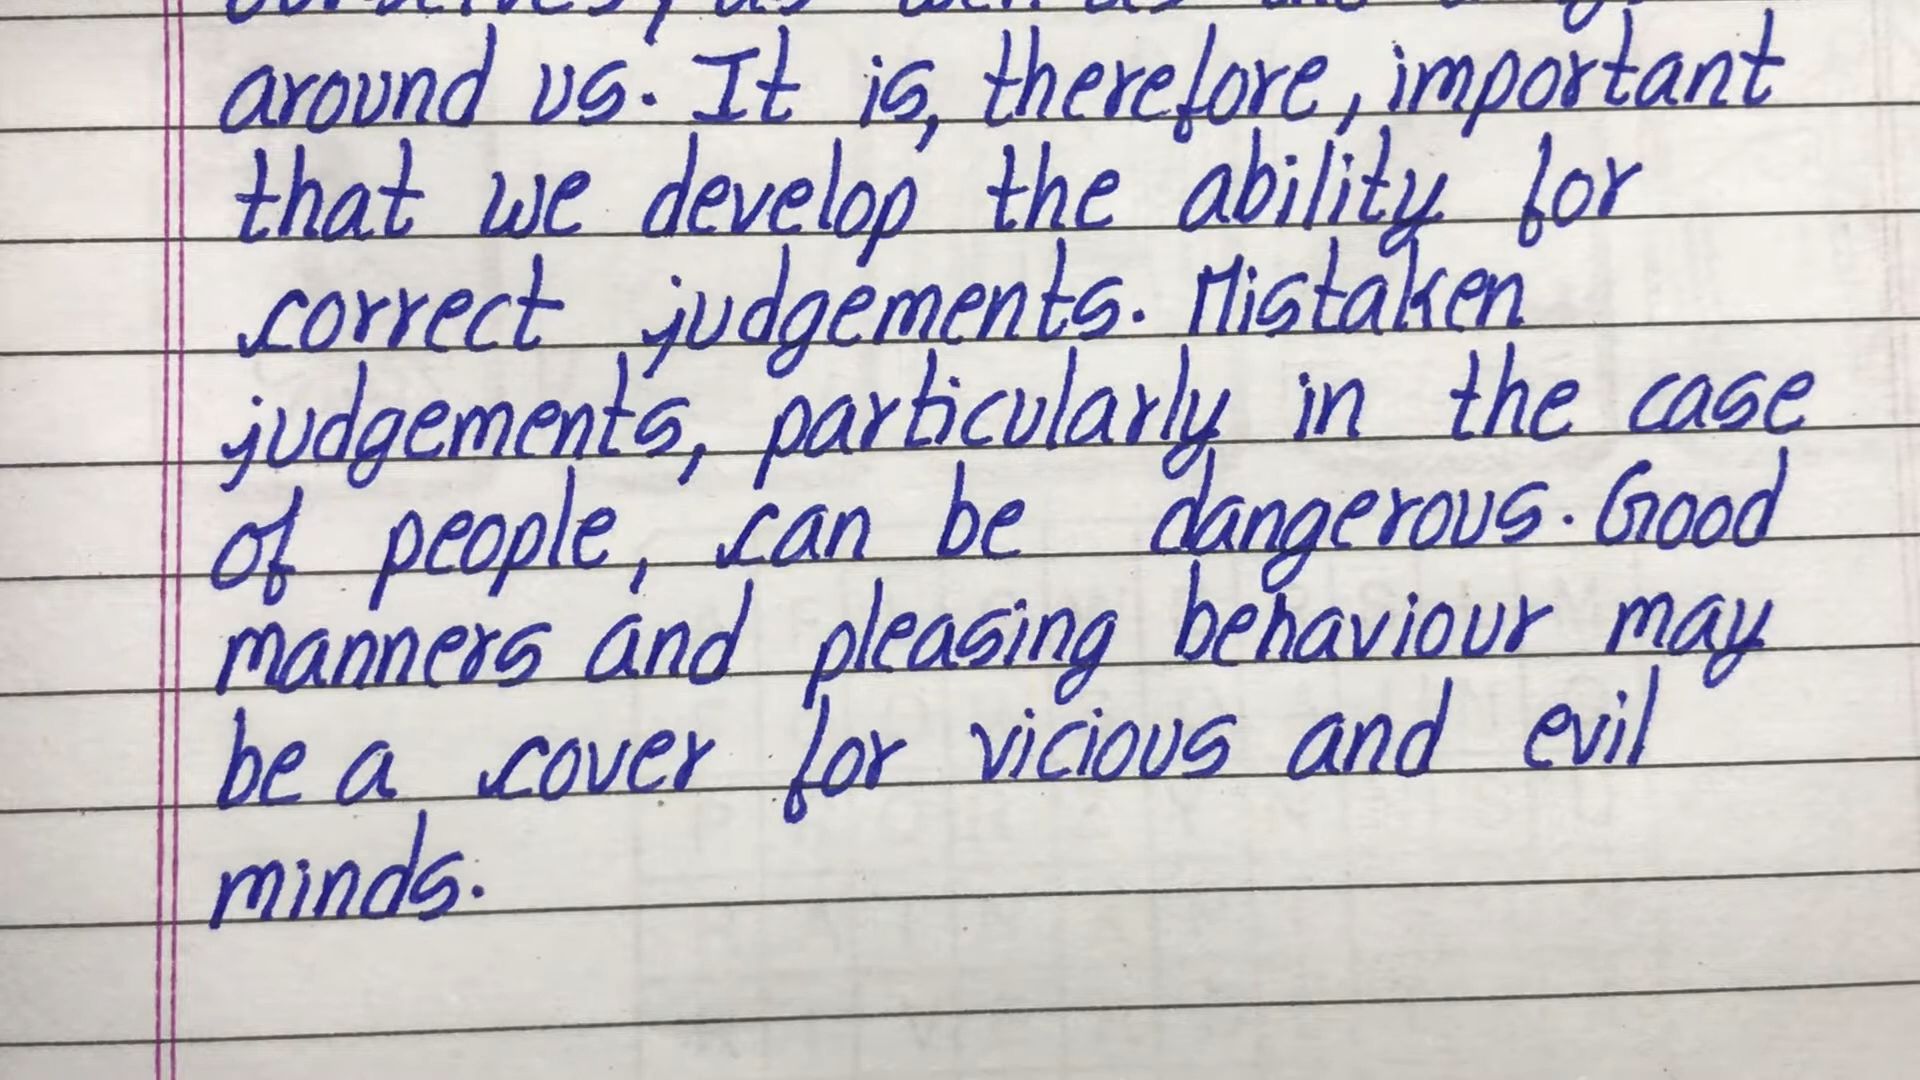 around us. It is, therefore, important
that we develop the ability for
correct judgements. Mistaken
judgements, particularly in the case
of people, can be dangerous. Good
manners and pleasing behaviour may
be a cover for vicious and evil
minds.